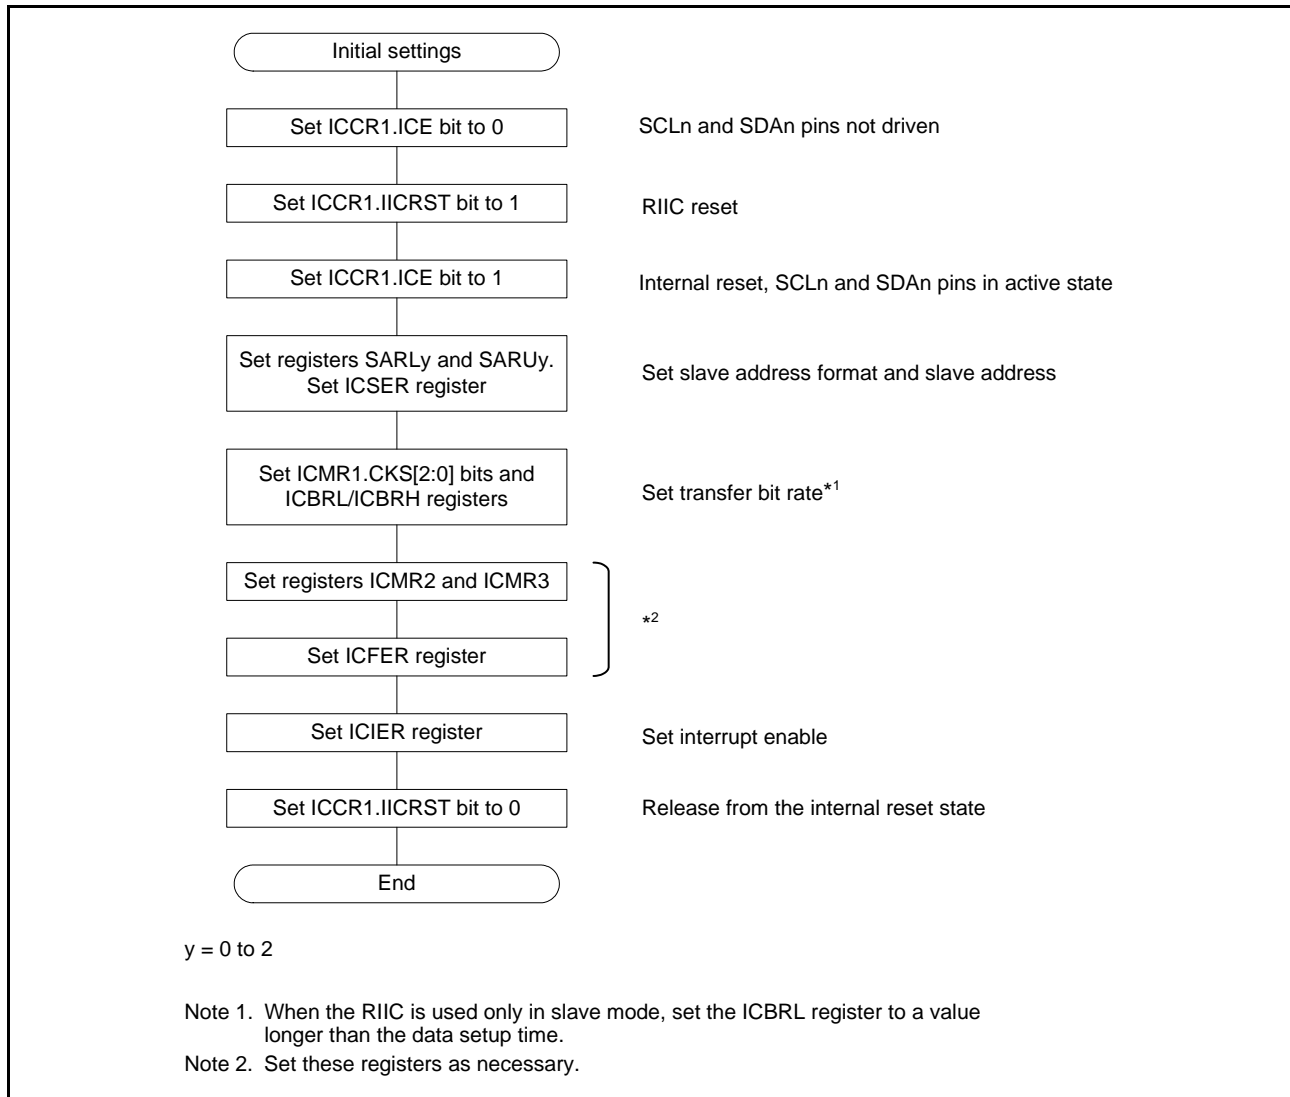 Initial settings
Set ICCR1.ICE bit to 0
SCLn and SDAn pins not driven
Set ICCR1.IICRST bit to 1
RIIC reset
Set ICCR1.ICE bit to 1
Internal reset, SCLn and SDAn pins in active state
Set registers SARLy and SARUy.
Set ICSER register
Set slave address format and slave address
Set ICMR1.CKS[2:0] bits and
ICBRL/ICBRH registers
Set transfer bit rate*1
Set registers ICMR2 and ICMR3
*2
Set ICFER register
Set ICIER register
Set interrupt enable
Set ICCR1.IICRST bit to 0
Release from the internal reset state
End
y = 0 to 2
Note 1. When the RIIC is used only in slave mode, set the ICBRL register to a value
longer than the data setup time.
Note 2. Set these registers as necessary.